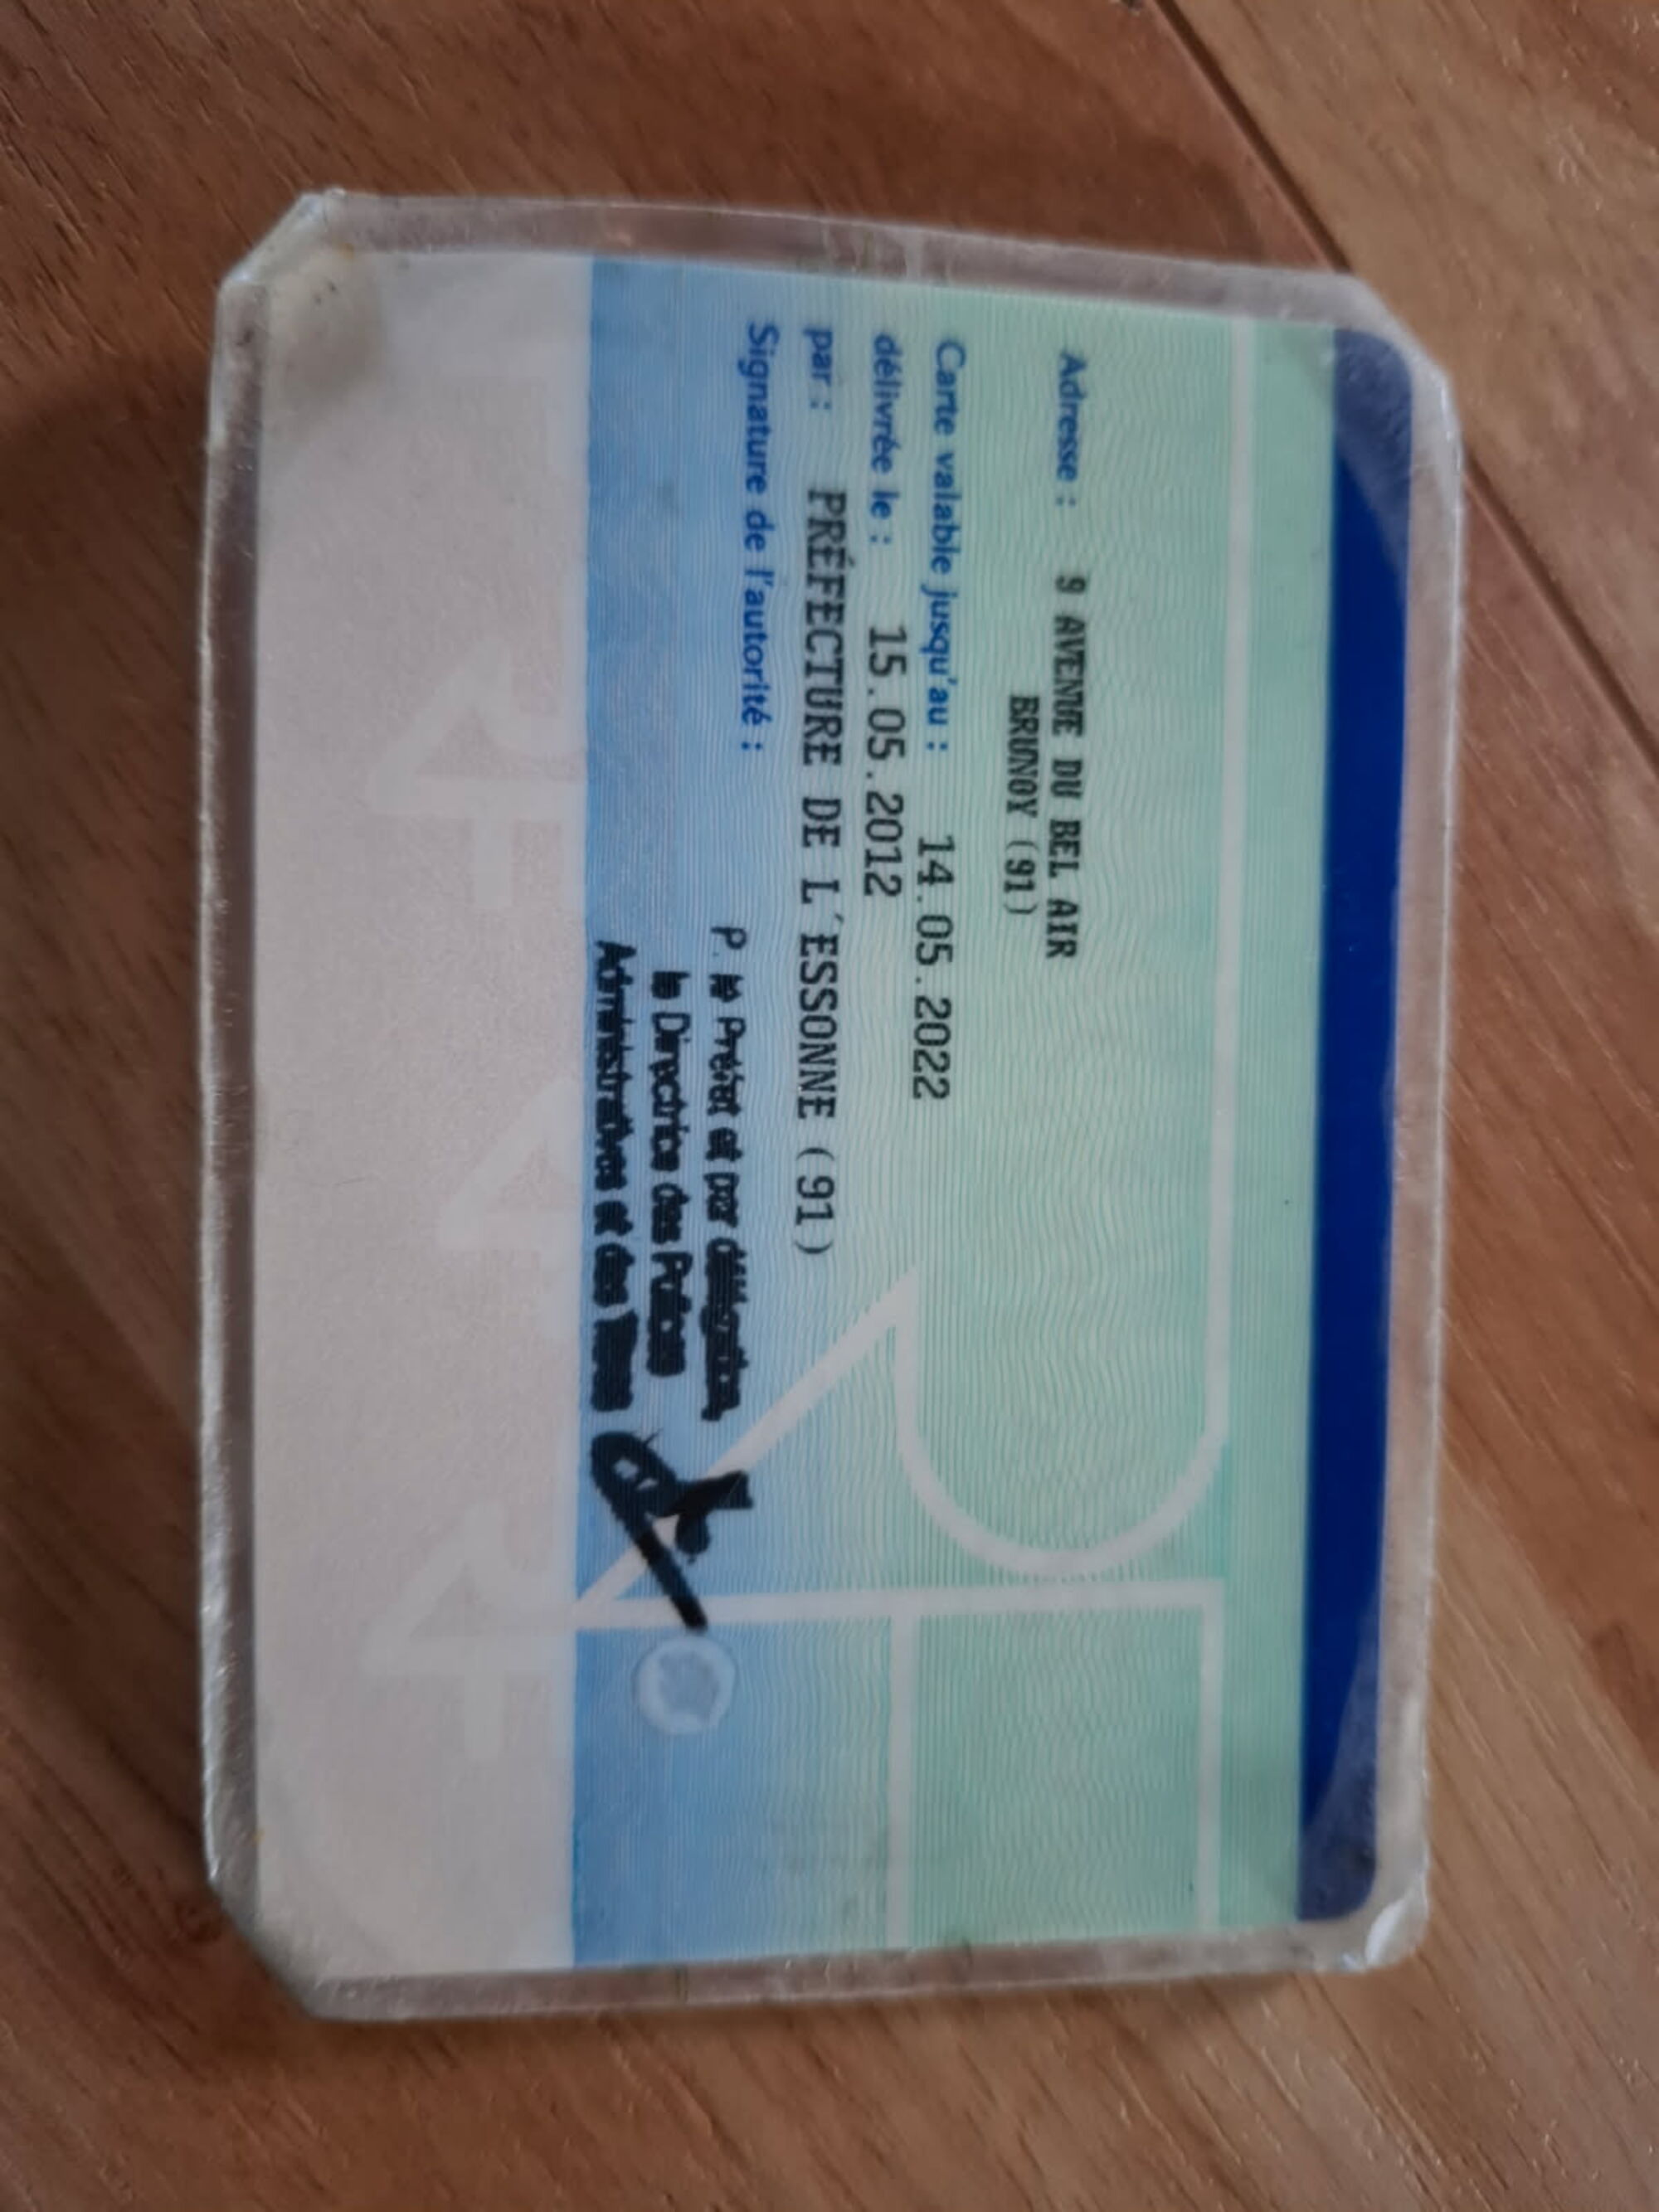 Adresse : 9 AVENUE DU BEL AIR
BRUNOY (91)
Carte valable jusqu'au : 14.05.2022
délivrée le : 15.05.2012
par : PRÉFECTURE DE L'ESSONNE (91)
Signature de l'autorité :
P. le Préfet et par délégation,
la Directrice des Polices
Administratives et des Titres
RF